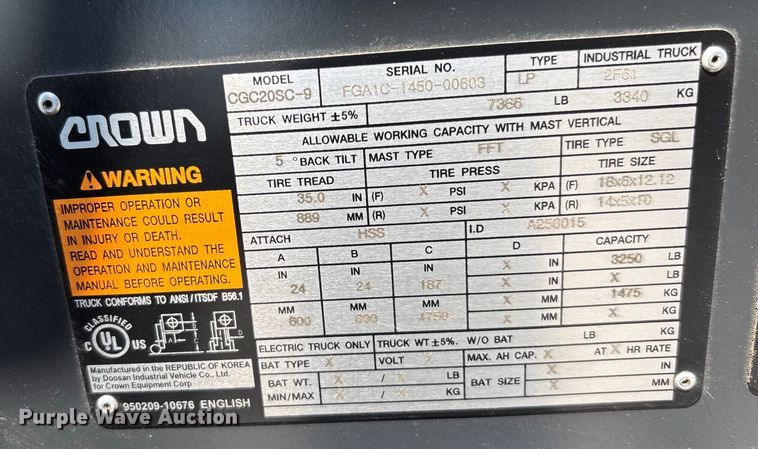 CROWN
WARNING
IMPROPER OPERATION OR
MAINTENANCE COULD RESULT
IN INJURY OR DEATH.
READ AND UNDERSTAND THE
OPERATION AND MAINTENANCE
MANUAL BEFORE OPERATING.
TRUCK CONFORMS TO ANSI/ITSDF B56.1
CLASSIFIED
C UL US
A B C
Manufactured in the REPUBLIC OF KOREA
by Doosan Industrial Vehicle Co., Ltd.
for Crown Equipment Corp
950209-10676 ENGLISH
MODEL SERIAL NO. TYPE INDUSTRIAL TRUCK
CGC20SC-9 FGA1C-1450-00603 LP
TRUCK WEIGHT ±5% 7366 LB 3340 KG
ALLOWABLE WORKING CAPACITY WITH MAST VERTICAL
5 ° BACK TILT MAST TYPE FFT TIRE TYPE SGL
TIRE TREAD TIRE PRESS TIRE SIZE
35.0 IN (F) X PSI X KPA (F) 18x6x12.12
889 MM (R) X PSI X KPA (R) 14x5x10
ATTACH HSS I.D A256015
A B C D CAPACITY
IN IN IN X IN 3250 LB
24 24 187 X IN X LB
MM MM MM X MM 1475 KG
600 600 4750 X MM X KG
ELECTRIC TRUCK ONLY TRUCK WT ±5%. W/O BAT LB KG
BAT TYPE X VOLT X MAX. AH CAP. X AT X HR RATE
BAT WT. X / X LB BAT SIZE X IN
MIN/MAX X / X KG X MM
Purple Wave Auction